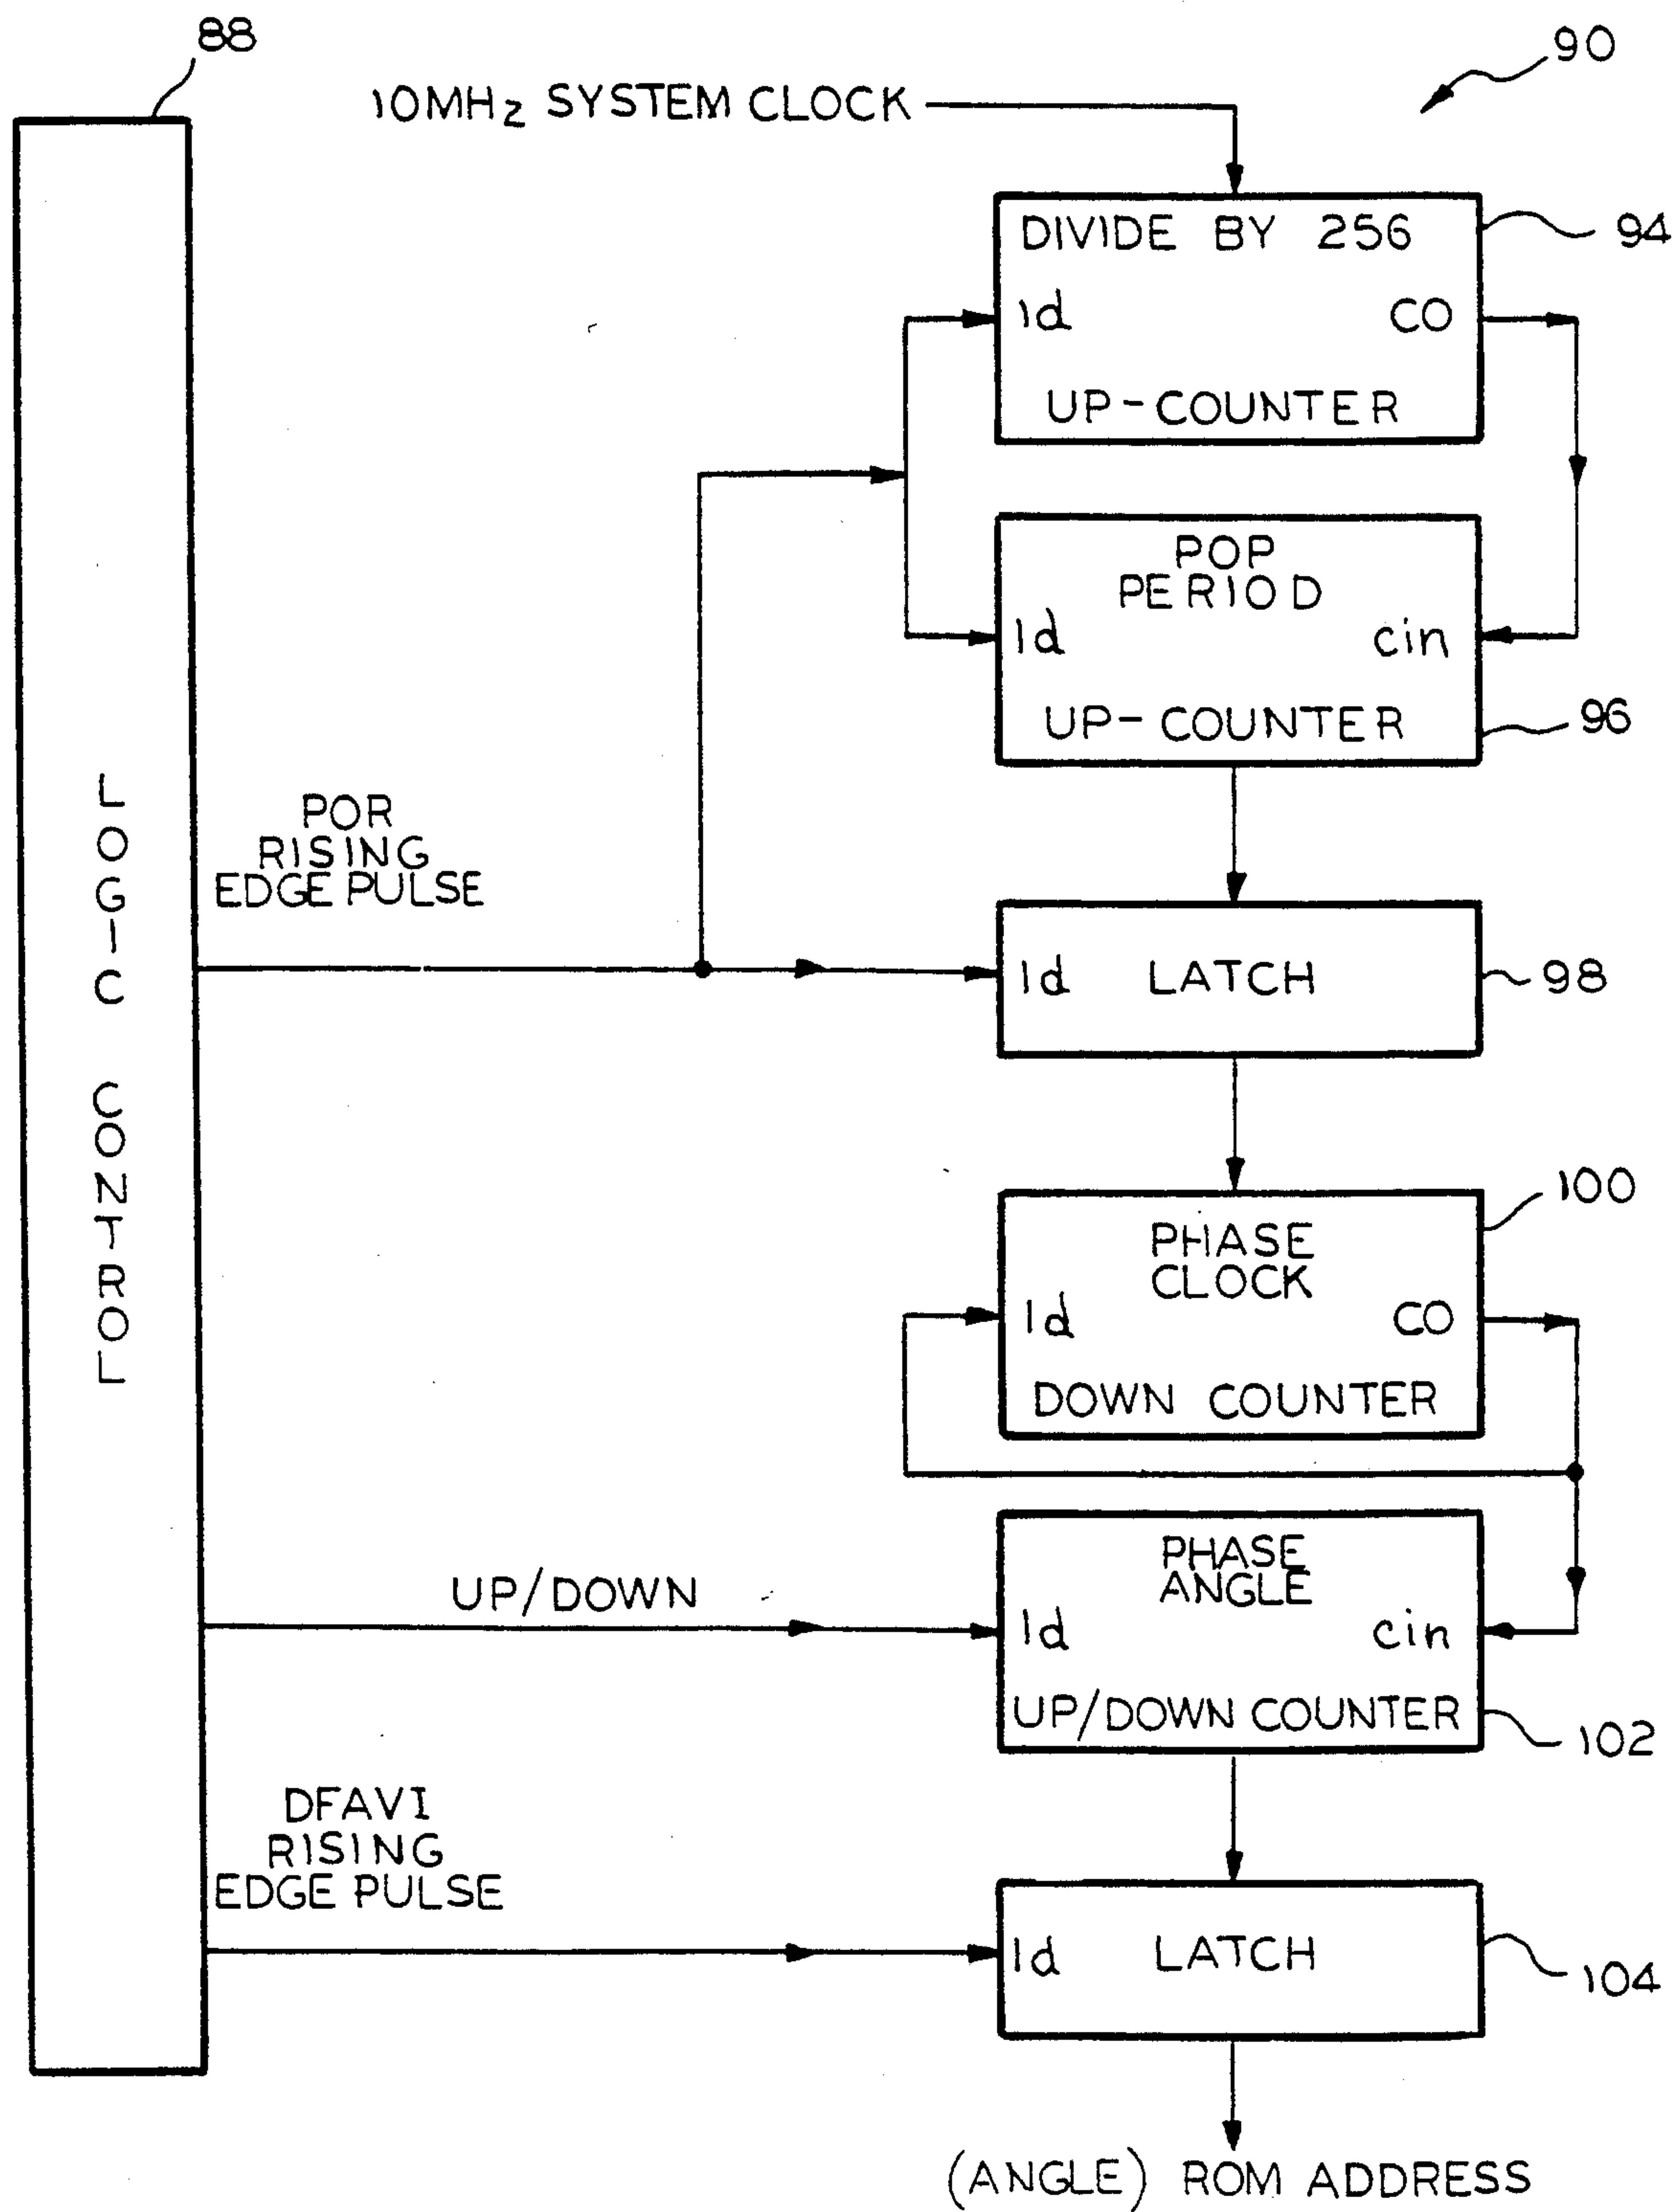 88
90
10MHz SYSTEM CLOCK
DIVIDE BY 256
94
ld CO
UP-COUNTER
POP
PERIOD
ld cin
UP-COUNTER
96
LOGIC CONTROL
POR
RISING
EDGE PULSE
ld LATCH
98
100
PHASE
CLOCK
ld CO
DOWN COUNTER
PHASE
ANGLE
UP/DOWN
ld cin
UP/DOWN COUNTER
102
DFAVI
RISING
EDGE PULSE
ld LATCH
104
(ANGLE) ROM ADDRESS